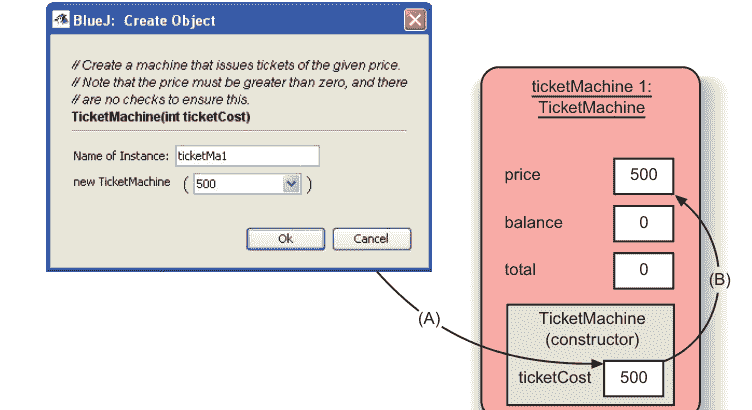 BlueJ: Create Object
// Create a machine that issues tickets of the given price.
// Note that the price must be greater than zero, and there
// are no checks to ensure this.
TicketMachine(int ticketCost)
Name of Instance: ticketMa1
new TicketMachine ( 500 )
Ok Cancel
ticketMachine 1:
TicketMachine
price 500
balance 0
total 0
(A)
(B)
TicketMachine
(constructor)
ticketCost 500